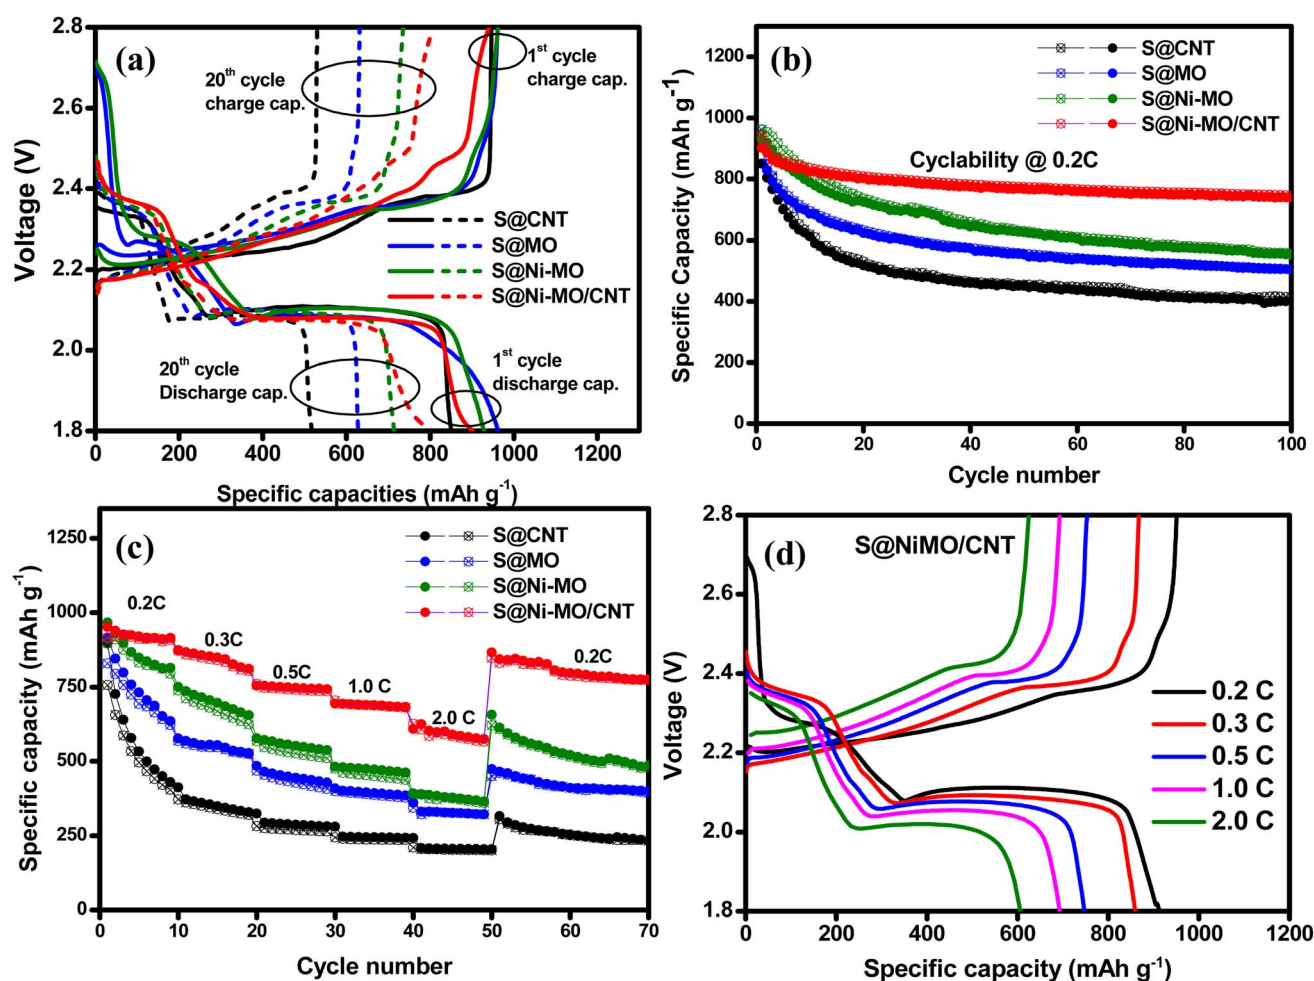 (a)
2.8
2.6
2.4
2.2
2.0
1.8
Voltage (V)
20th cycle
charge cap.
1st cycle
charge cap.
S@CNT
S@MO
S@Ni-MO
S@Ni-MO/CNT
20th cycle
Discharge cap.
1st cycle
discharge cap.
0 200 400 600 800 1000 1200
Specific capacities (mAh g-1)
(b)
1200
1000
800
600
400
200
0
Specific Capacity (mAh g-1)
S@CNT
S@MO
S@Ni-MO
S@Ni-MO/CNT
Cyclability @ 0.2C
0 20 40 60 80 100
Cycle number
(c)
1250
1000
750
500
250
0
Specific capacity (mAh g-1)
S@CNT
S@MO
S@Ni-MO
S@Ni-MO/CNT
0.2C
0.3C
0.5C
1.0 C
2.0 C
0.2C
0 10 20 30 40 50 60 70
Cycle number
S@NiMO/CNT
(d)
2.8
2.6
2.4
2.2
2.0
1.8
Voltage (V)
0.2 C
0.3 C
0.5 C
1.0 C
2.0 C
0 200 400 600 800 1000 1200
Specific capacity (mAh g-1)